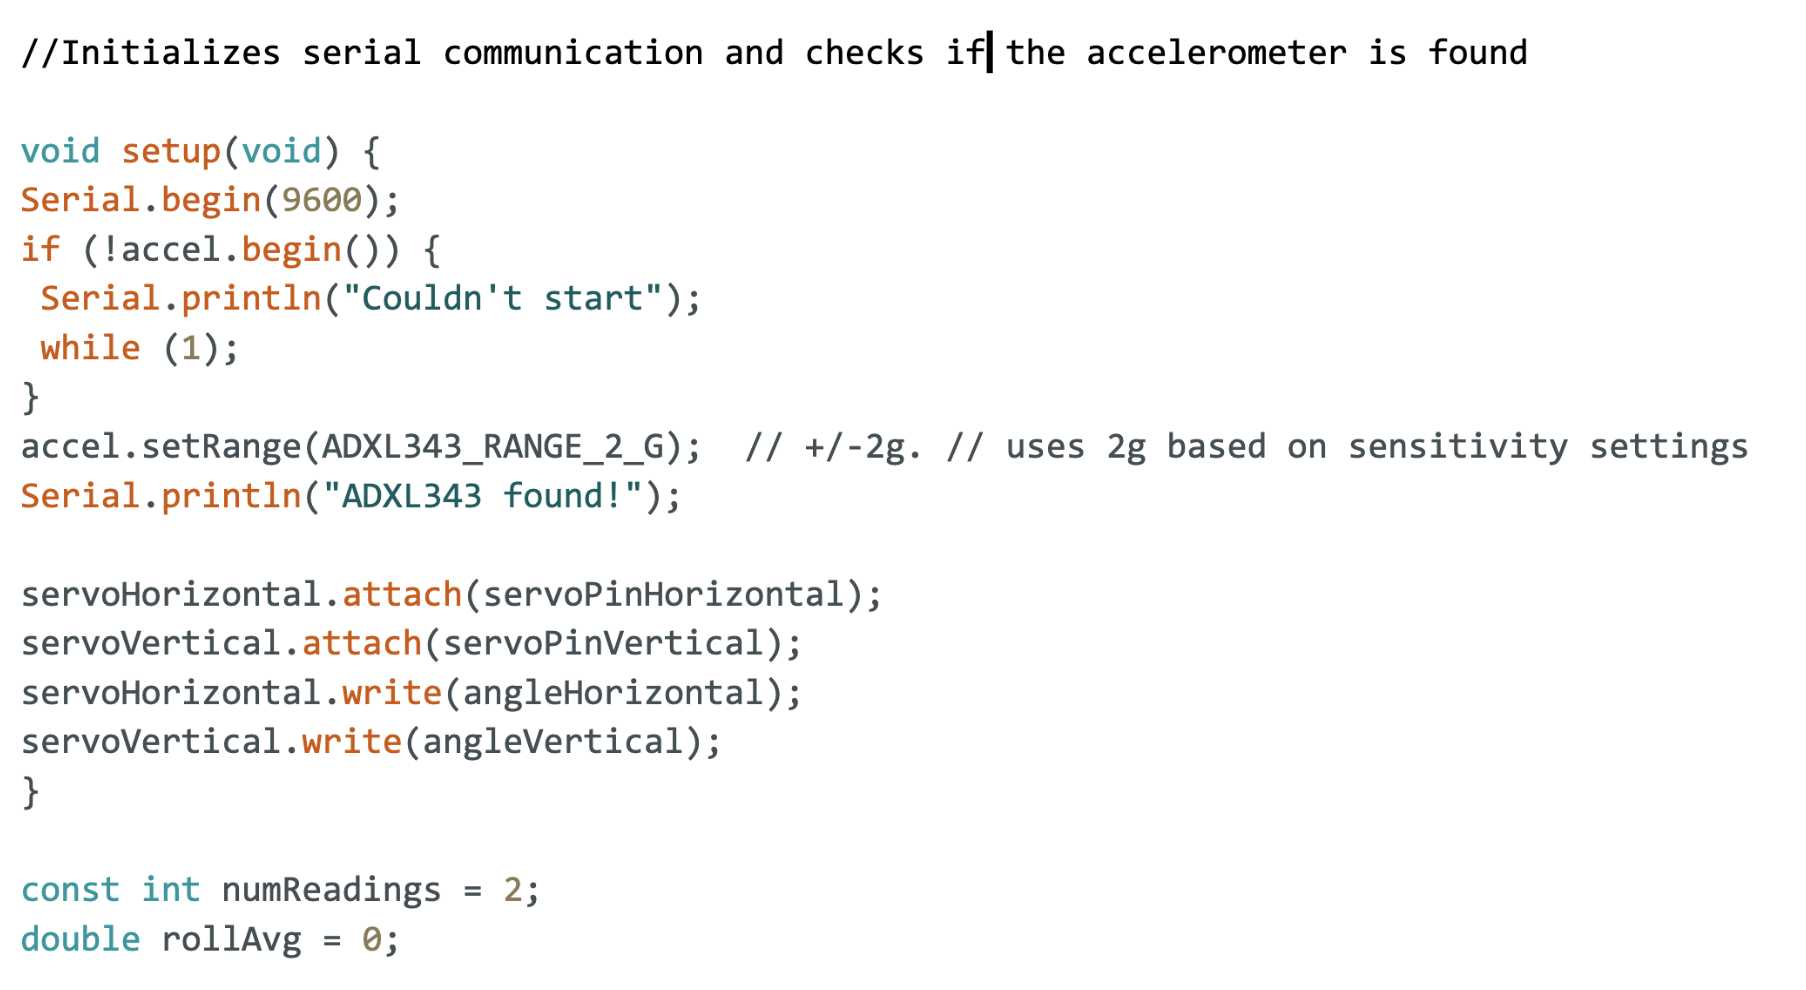 //Initializes serial communication and checks if the accelerometer is found
void setup(void) {
Serial.begin(9600);
if (!accel.begin()) {
 Serial.println("Couldn't start");
 while (1);
}
accel.setRange(ADXL343_RANGE_2_G);  // +/-2g. // uses 2g based on sensitivity settings
Serial.println("ADXL343 found!");
servoHorizontal.attach(servoPinHorizontal);
servoVertical.attach(servoPinVertical);
servoHorizontal.write(angleHorizontal);
servoVertical.write(angleVertical);
}
const int numReadings = 2;
double rollAvg = 0;